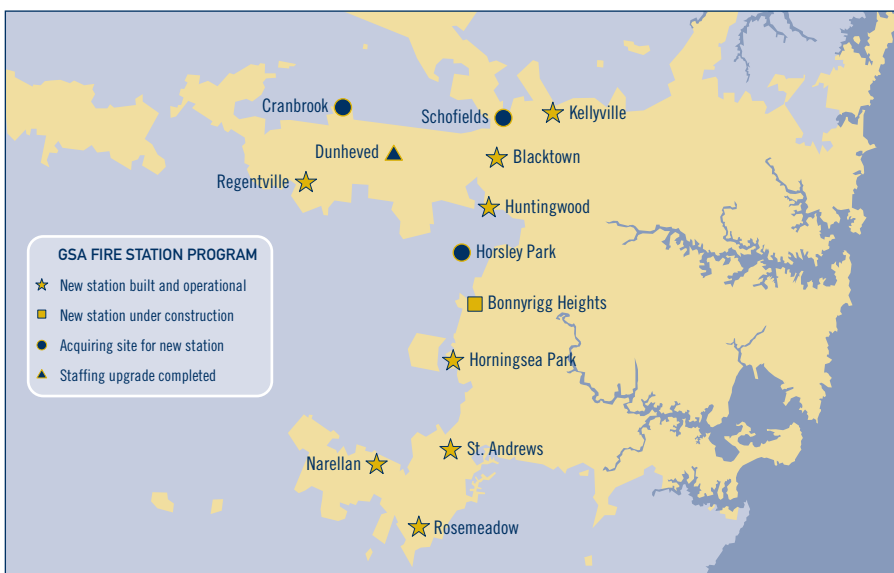 Cranbrook
Schofields
Kellyville
Dunheved
Blacktown
Regentville
Huntingwood
Horsley Park
GSA FIRE STATION PROGRAM
New station built and operational
New station under construction
Acquiring site for new station
Staffing upgrade completed
Bonnyrigg Heights
Horningsea Park
St. Andrews
Narellan
Rosemeadow